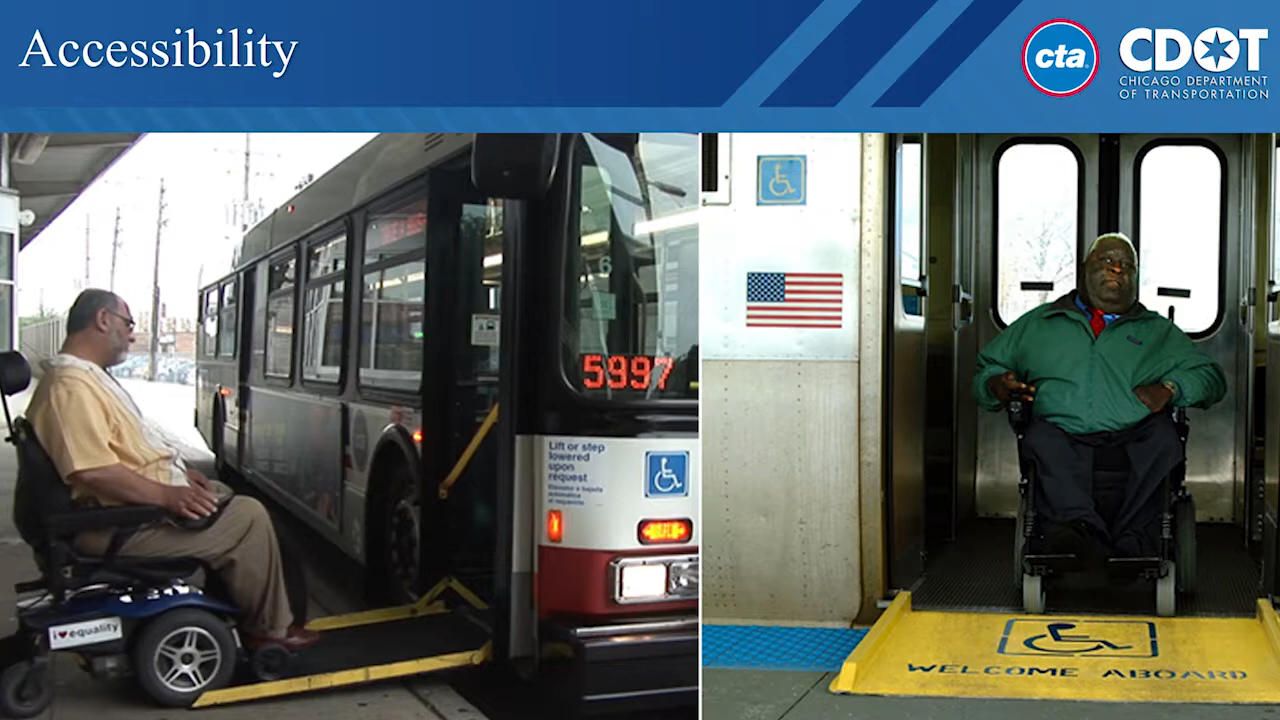 Accessibility
cta
CDOT
CHICAGO DEPARTMENT
OF TRANSPORTATION
5997
Lift or step
lowered
upon
request
i♥equality
WELCOME ABOARD